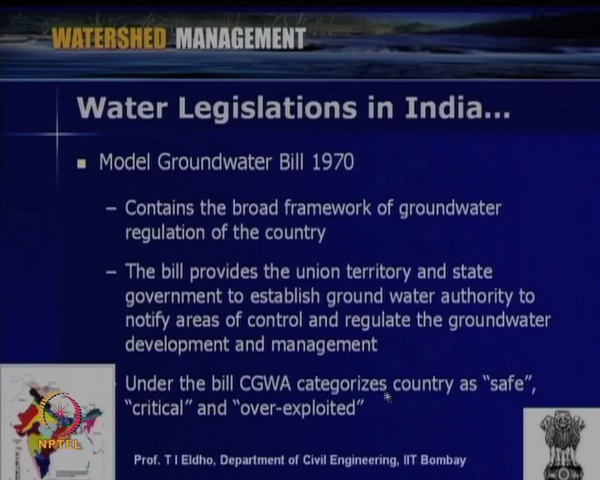 WATERSHED MANAGEMENT
Water Legislations in India...
Model Groundwater Bill 1970
– Contains the broad framework of groundwater
regulation of the country
– The bill provides the union territory and state
government to establish ground water authority to
notify areas of control and regulate the groundwater
development and management
Under the bill CGWA categorizes country as “safe”,
“critical” and “over-exploited”
NPTEL
Prof. T I Eldho, Department of Civil Engineering, IIT Bombay